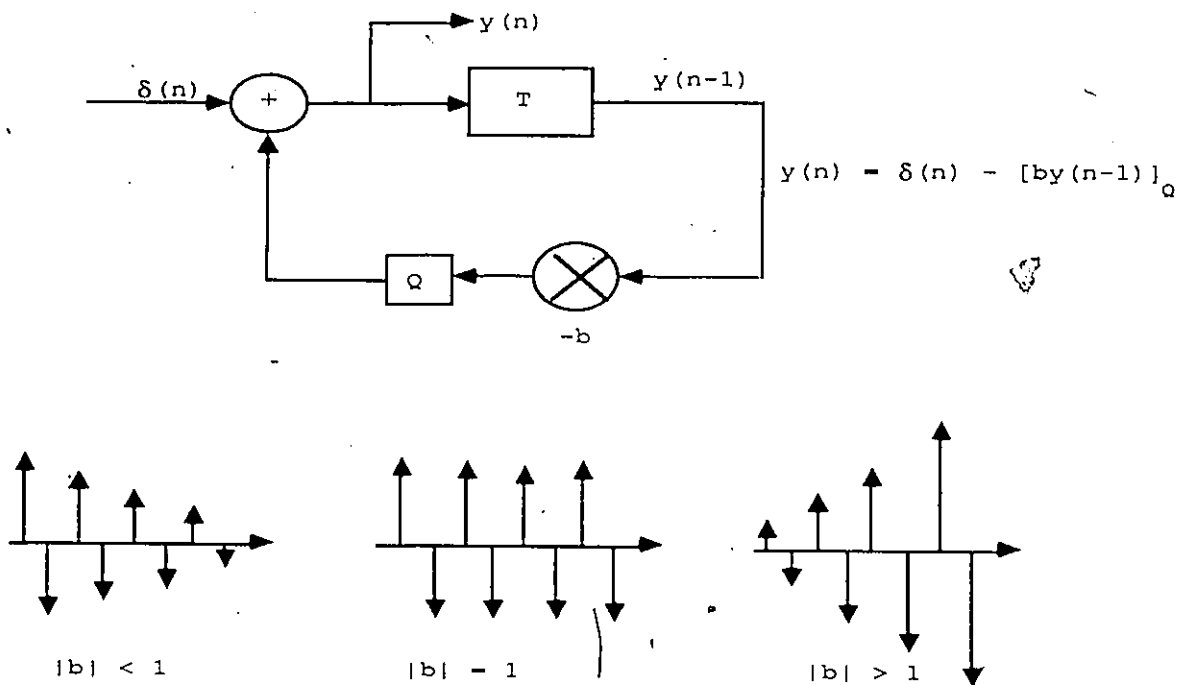 y(n)
δ(n)
+
T
y(n-1)
y(n) = δ(n) - [by(n-1)]Q
Q
-b
|b| < 1
|b| = 1
|b| > 1